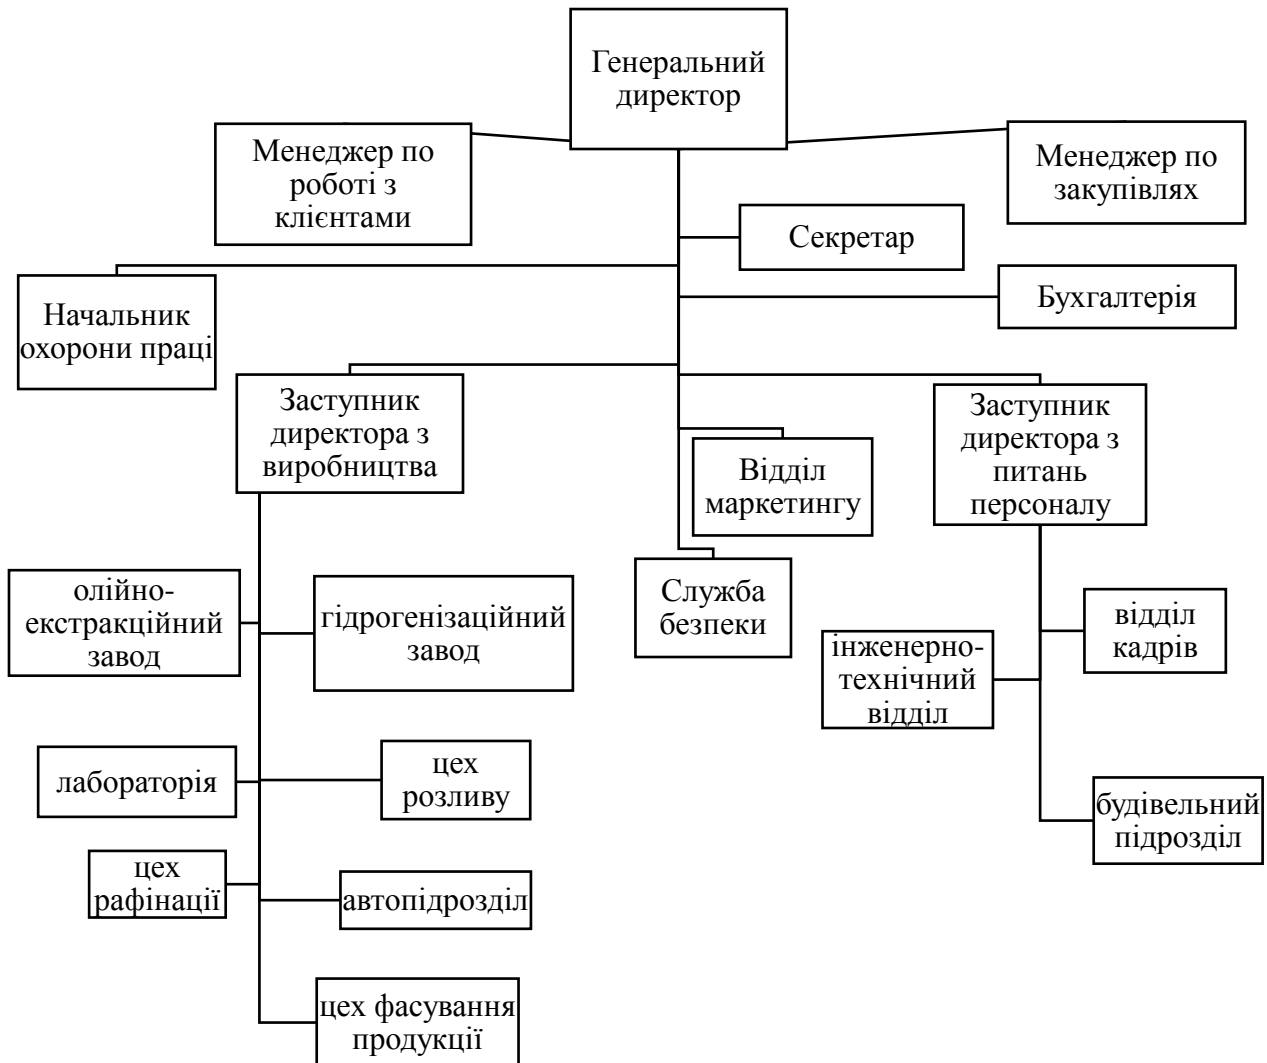 Генеральний
директор
Менеджер по
роботі з
клієнтами
Менеджер по
закупівлях
Секретар
Начальник
охорони праці
Бухгалтерія
Заступник
директора з
виробництва
Відділ
маркетингу
Заступник
директора з
питань
персоналу
Служба
безпеки
олійно-
екстракційний
завод
гідрогенізаційний
завод
інженерно-
технічний
відділ
відділ
кадрів
лабораторія
цех
розливу
будівельний
підрозділ
цех
рафінації
автопідрозділ
цех фасування
продукції